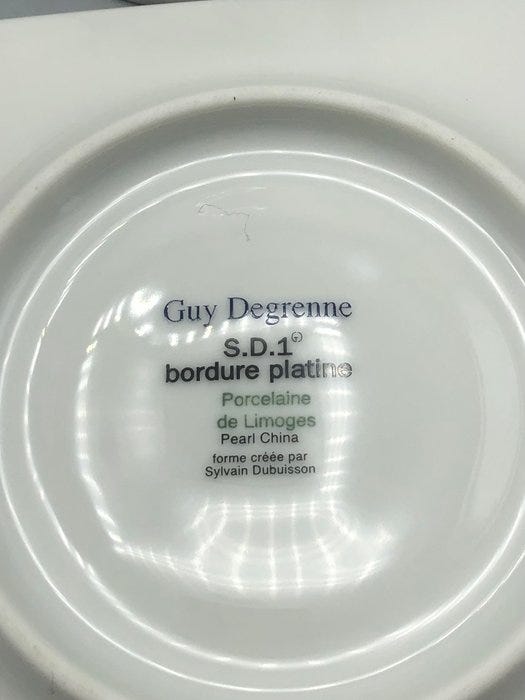 Guy Degrenne
S.D.1©
bordure platine
Porcelaine
de Limoges
Pearl China
forme créée par
Sylvain Dubuisson